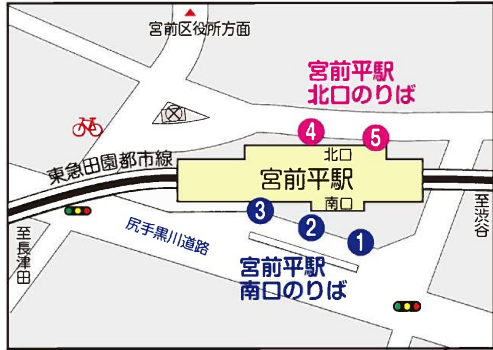 宮前区役所方面
宮前平駅
北口のりば
4
5
北口
東急田園都市線
宮前平駅
南口
至渋谷
3
2
1
尻手黒川道路
至長津田
宮前平駅
南口のりば